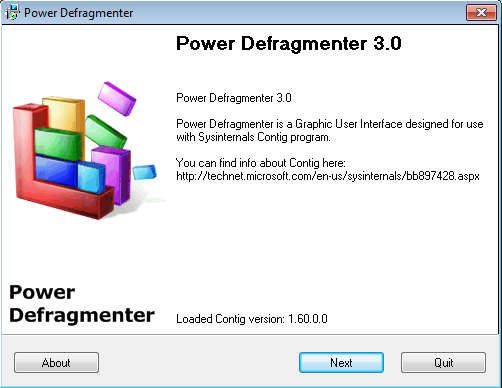 Power Defragmenter
Power Defragmenter 3.0
Power Defragmenter 3.0
Power Defragmenter is a Graphic User Interface designed for use
with Sysinternals Contig program.
You can find info about Contig here:
http://technet.microsoft.com/en-us/sysinternals/bb897428.aspx
Power
Defragmenter
Loaded Contig version: 1.60.0.0
About
Next
Quit